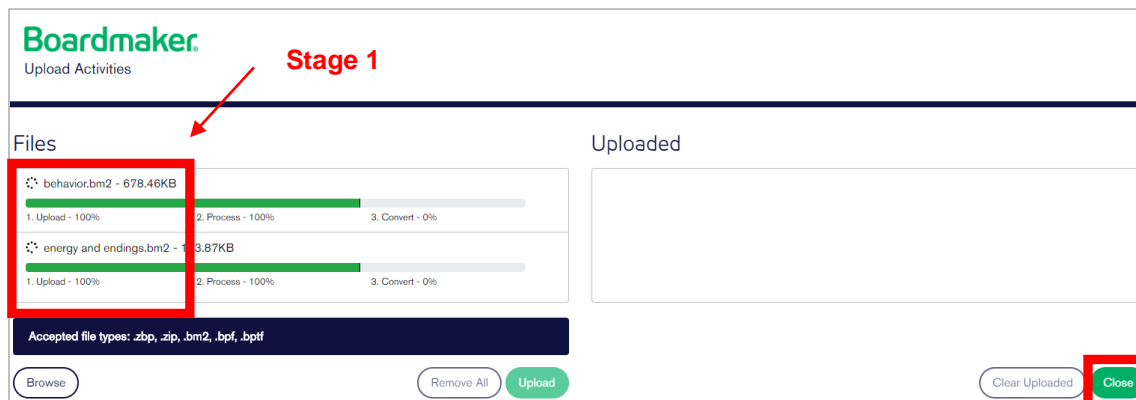 Boardmaker.
Upload Activities
Stage 1
Files
behavior.bm2 - 678.46KB
1. Upload - 100% 2. Process - 100% 3. Convert - 0%
energy and endings.bm2 - 3.87KB
1. Upload - 100% 2. Process - 100% 3. Convert - 0%
Accepted file types: .zbp, .zip, .bm2, .bpf, .bptf
Browse Remove All Upload
Uploaded
Clear Uploaded Close